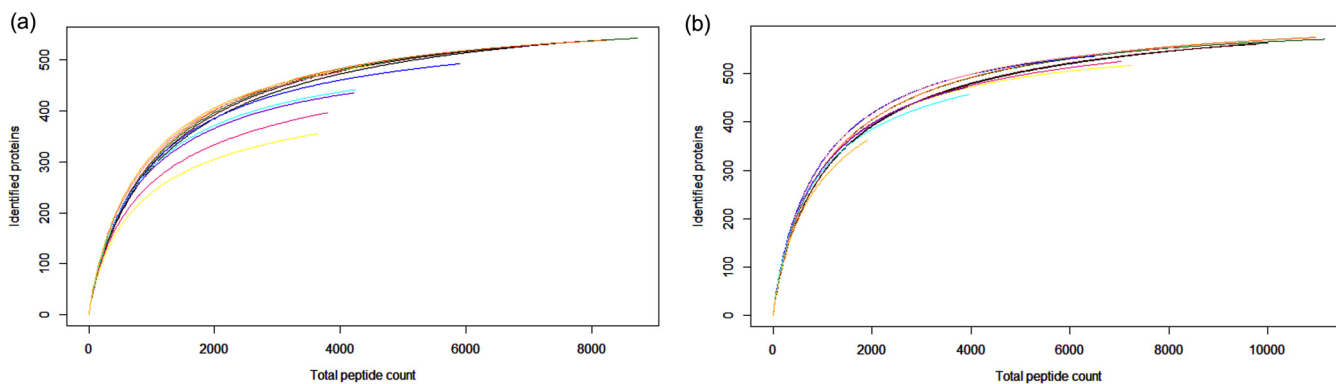 (a)
(b)
Identified proteins
0 100 200 300 400 500
0 2000 4000 6000 8000
Total peptide count
Identified proteins
0 100 200 300 400 500
0 2000 4000 6000 8000 10000
Total peptide count